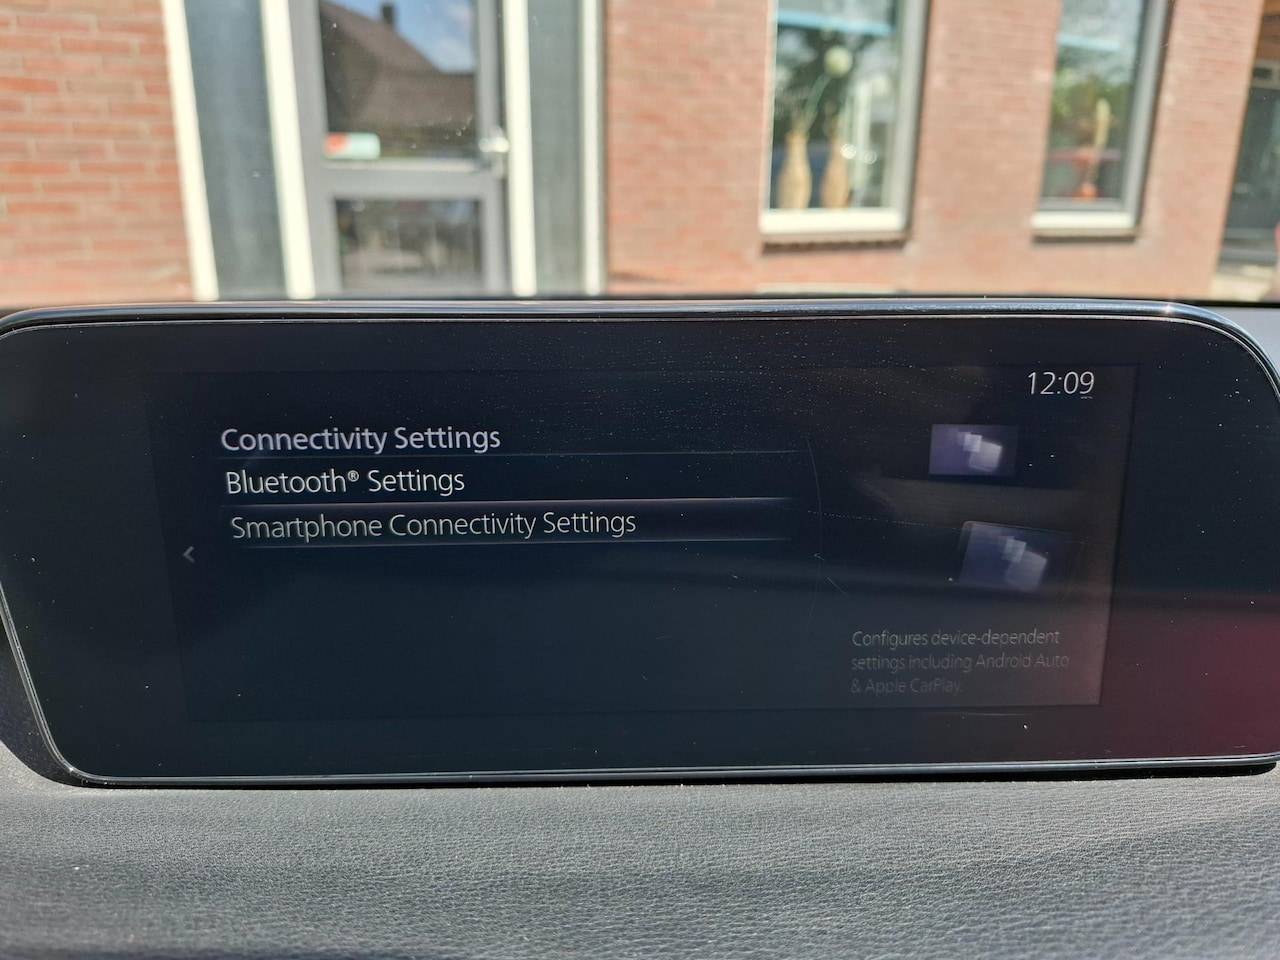 12:09
Connectivity Settings
Bluetooth® Settings
Smartphone Connectivity Settings
Configures device-dependent
settings including Android Auto
& Apple CarPlay.